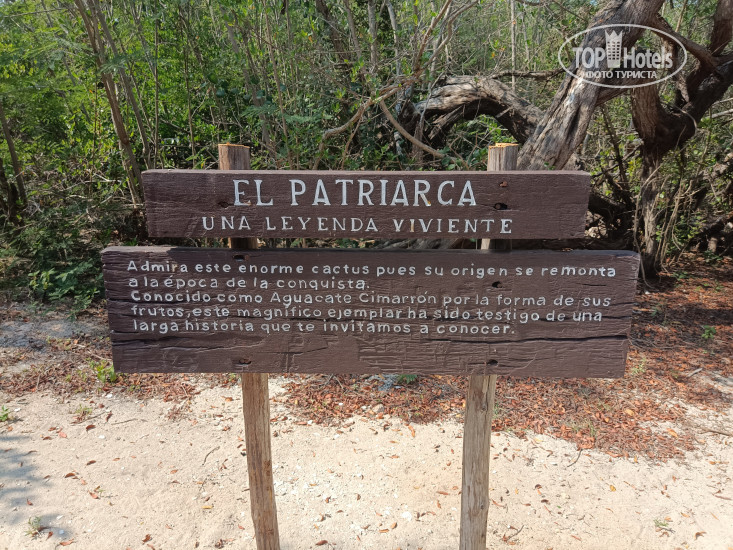 TOPHotels
ФОТО ТУРИСТА
EL PATRIARCA
UNA LEYENDA VIVIENTE
Admira este enorme cactus pues su origen se remonta
a la época de la conquista.
Conocido como Aguacate Cimarrón por la forma de sus
frutos, este magnífico ejemplar ha sido testigo de una
larga historia que te invitamos a conocer.